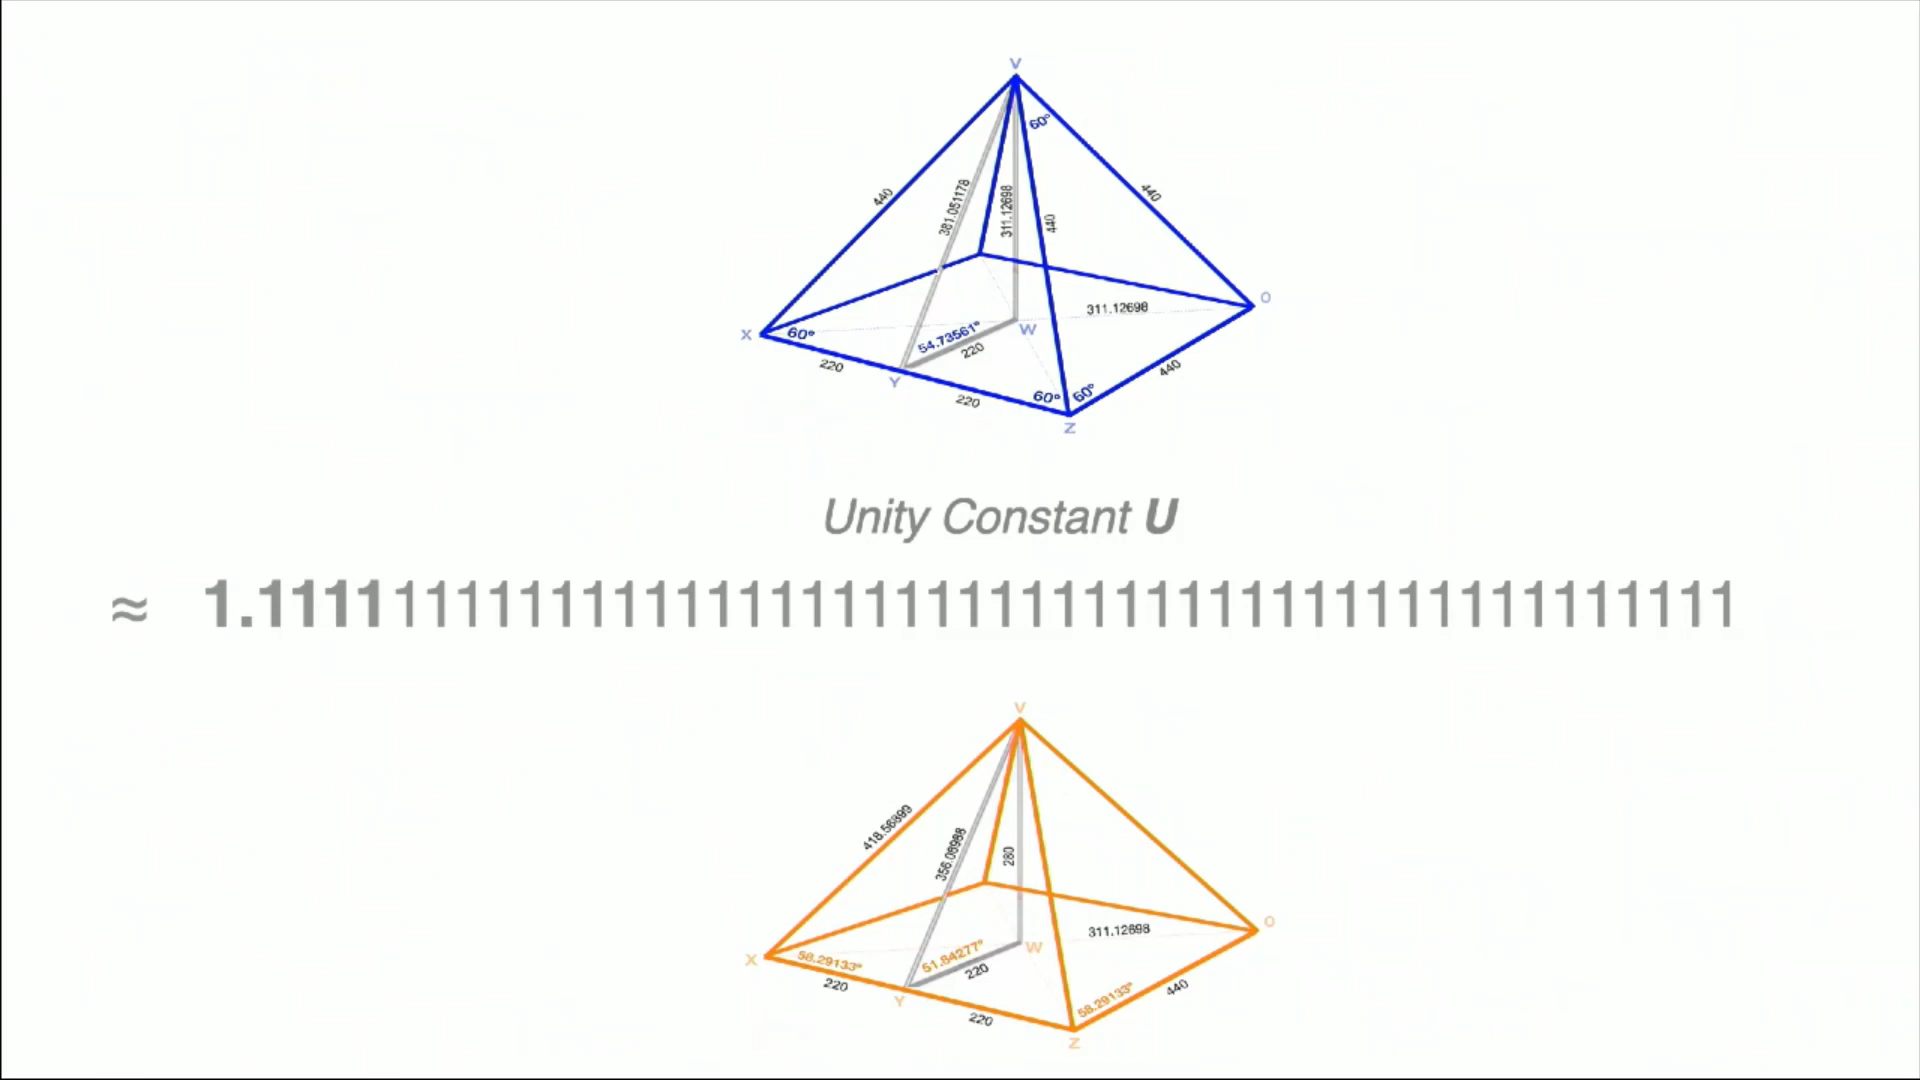 V
60°
440
440
381.051178
311.12698
440
O
311.12698
X
60°
W
54.73561°
220
220
440
Y
60°
60°
220
Z
Unity Constant U
≈ 1.111111111111111111111111111111111111111111111111
V
418.56899
356.08988
280
O
311.12698
W
X
58.29133°
51.84277°
220
220
440
Y
58.29133°
220
Z